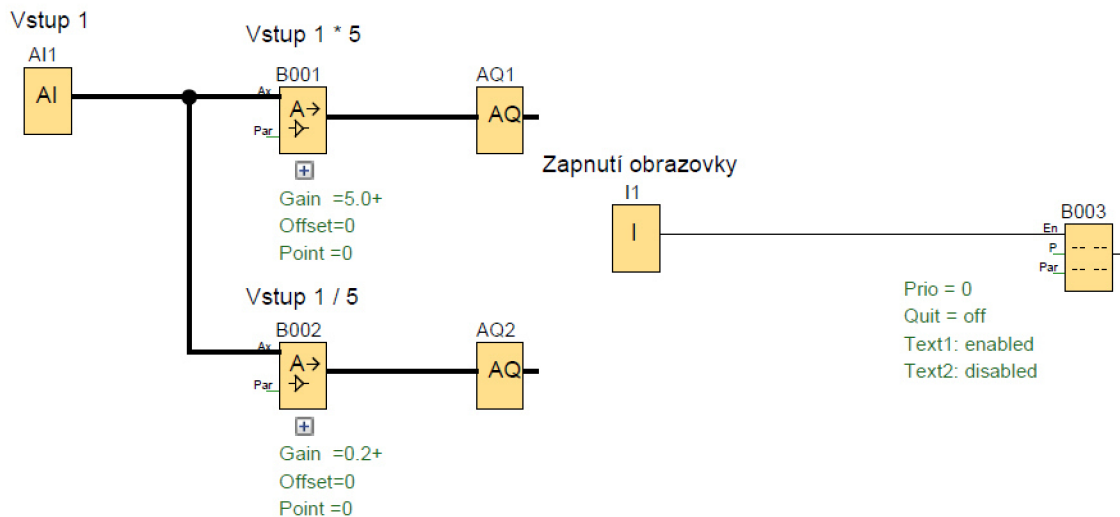 Vstup 1
AI1
AI
Vstup 1 * 5
B001
Ax
A→
Par
Gain =5.0+
Offset=0
Point =0
AQ1
AQ
Vstup 1 / 5
B002
Ax
A→
Par
Gain =0.2+
Offset=0
Point =0
AQ2
AQ
Zapnutí obrazovky
I1
I
B003
En
P
Par
Prio = 0
Quit = off
Text1: enabled
Text2: disabled